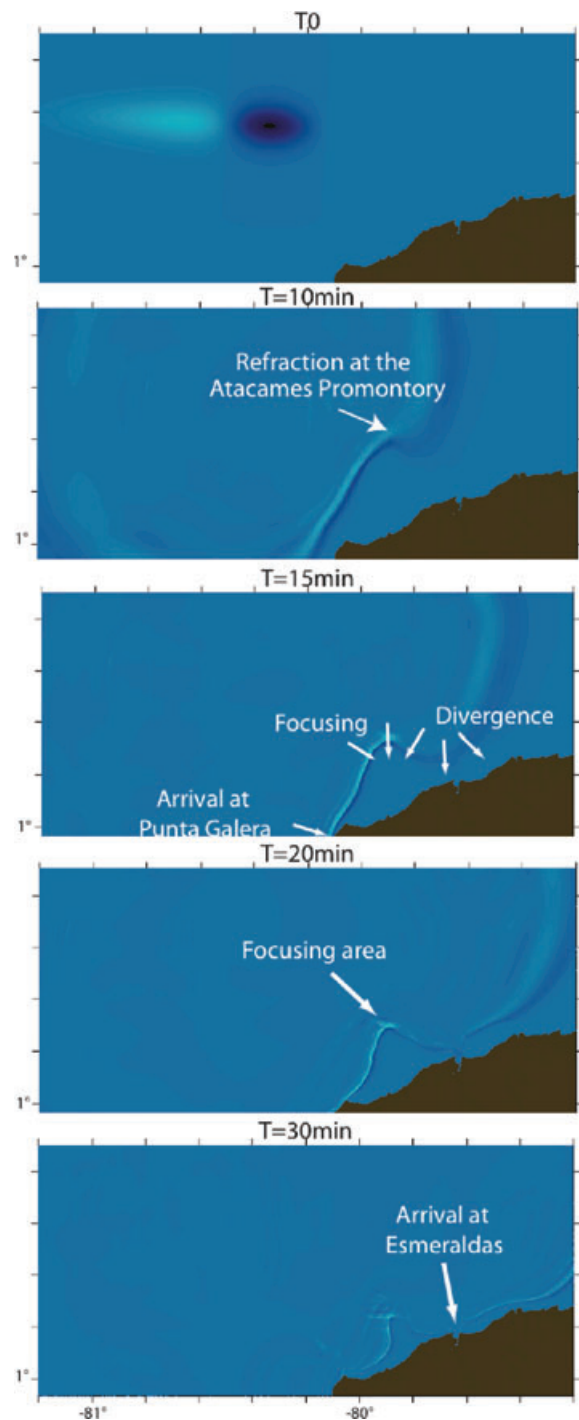 T0
1°
T=10min
Refraction at the
Atacames Promontory
1°
T=15min
Focusing
Divergence
Arrival at
Punta Galera
1°
T=20min
Focusing area
1°
T=30min
Arrival at
Esmeraldas
1°
-81°
-80°